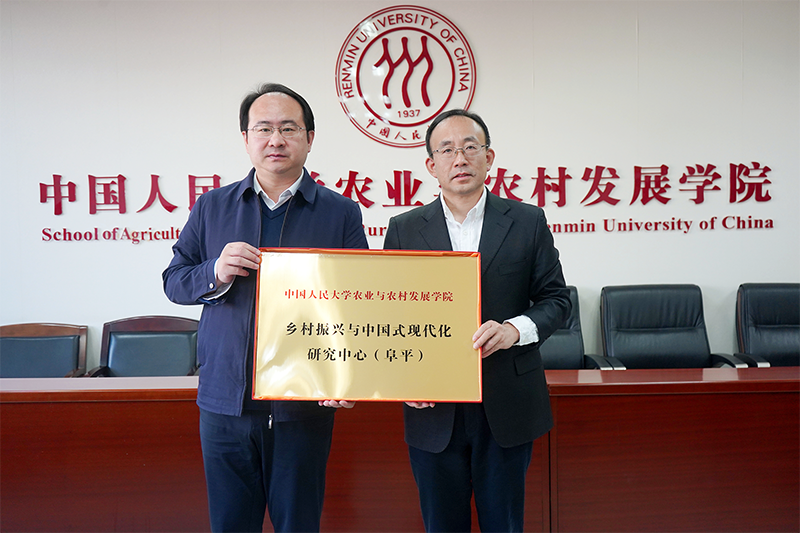 RENMIN UNIVERSITY OF CHINA
1937
中国人民
中国人民 学农业与农村发展学院
School of Agricult Renmin University of China
中国人民大学农业与农村发展学院
乡村振兴与中国式现代化
研究中心（阜平）